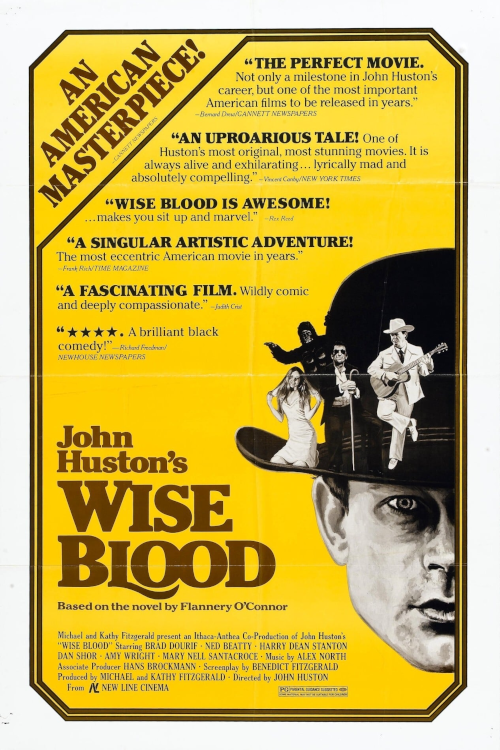 AN
AMERICAN
MASTERPIECE!
-GANNETT NEWSPAPERS
“THE PERFECT MOVIE.
Not only a milestone in John Huston’s
career, but one of the most important
American films to be released in years.”
–Bernard Drew/GANNETT NEWSPAPERS
“AN UPROARIOUS TALE! One of
Huston’s most original, most stunning movies. It is
always alive and exhilarating... lyrically mad and
absolutely compelling.” –Vincent Canby/NEW YORK TIMES
“WISE BLOOD IS AWESOME!
...makes you sit up and marvel.” –Rex Reed
“A SINGULAR ARTISTIC ADVENTURE!
The most eccentric American movie in years.”
–Frank Rich/TIME MAGAZINE
“A FASCINATING FILM. Wildly comic
and deeply compassionate.” –Judith Crist
“★★★★. A brilliant black
comedy!” –Richard Freedman/
NEWHOUSE NEWSPAPERS
John
Huston’s
WISE
BLOOD
Based on the novel by Flannery O’Connor
Michael and Kathy Fitzgerald present an Ithaca-Anthea Co-Production of John Huston’s
“WISE BLOOD” Starring BRAD DOURIF · NED BEATTY · HARRY DEAN STANTON
DAN SHOR · AMY WRIGHT · MARY NELL SANTACROCE · Music by ALEX NORTH
Associate Producer HANS BROCKMANN · Screenplay by BENEDICT FITZGERALD
Produced by MICHAEL and KATHY FITZGERALD · Directed by JOHN HUSTON
From NL NEW LINE CINEMA
PG PARENTAL GUIDANCE SUGGESTED